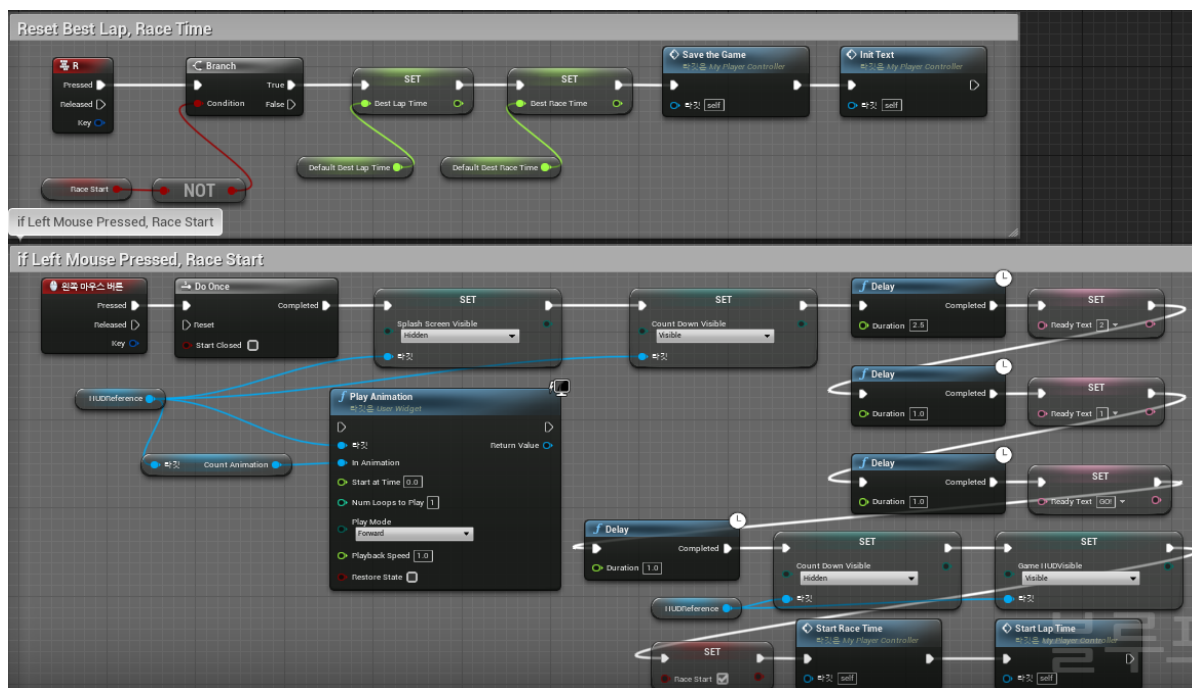 Reset Best Lap, Race Time
R
Pressed
Released
Key
Branch
True
Condition
False
SET
Best Lap Time
SET
Best Race Time
Save the Game
타깃은 My Player Controller
타깃 self
Init Text
타깃은 My Player Controller
타깃 self
Default Best Lap Time
Default Best Race Time
Race Start
NOT
if Left Mouse Pressed, Race Start
if Left Mouse Pressed, Race Start
왼쪽 마우스 버튼
Pressed
Released
Key
Do Once
Completed
Reset
Start Closed
SET
Splash Screen Visible
Hidden
타깃
SET
Count Down Visible
Visible
타깃
Delay
Completed
Duration 2.5
SET
Ready Text 2
Delay
Completed
Duration 1.0
SET
Ready Text 1
Delay
Completed
Duration 1.0
SET
Ready Text GO!
HUDReference
타깃 Count Animation
Play Animation
타깃은 User Widget
타깃
Return Value
In Animation
Start at Time 0.0
Num Loops to Play 1
Play Mode
Forward
Playback Speed 1.0
Restore State
Delay
Completed
Duration 1.0
SET
Count Down Visible
Hidden
타깃
SET
Game HUDVisible
Visible
타깃
HUDReference
SET
Race Start
Start Race Time
타깃은 My Player Controller
타깃 self
Start Lap Time
타깃은 My Player Controller
타깃 self